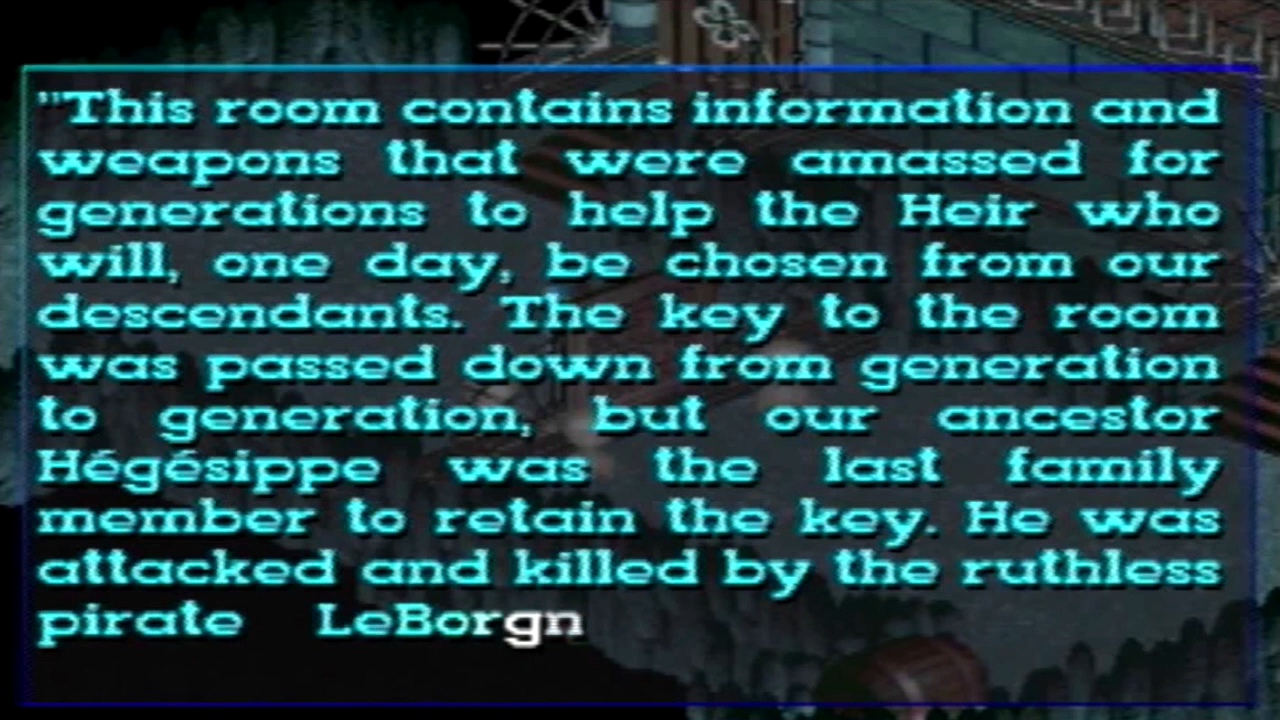 "This room contains information and
weapons that were amassed for
generations to help the Heir who
will, one day, be chosen from our
descendants. The key to the room
was passed down from generation
to generation, but our ancestor
Hégésippe was the last family
member to retain the key. He was
attacked and killed by the ruthless
pirate LeBorgn